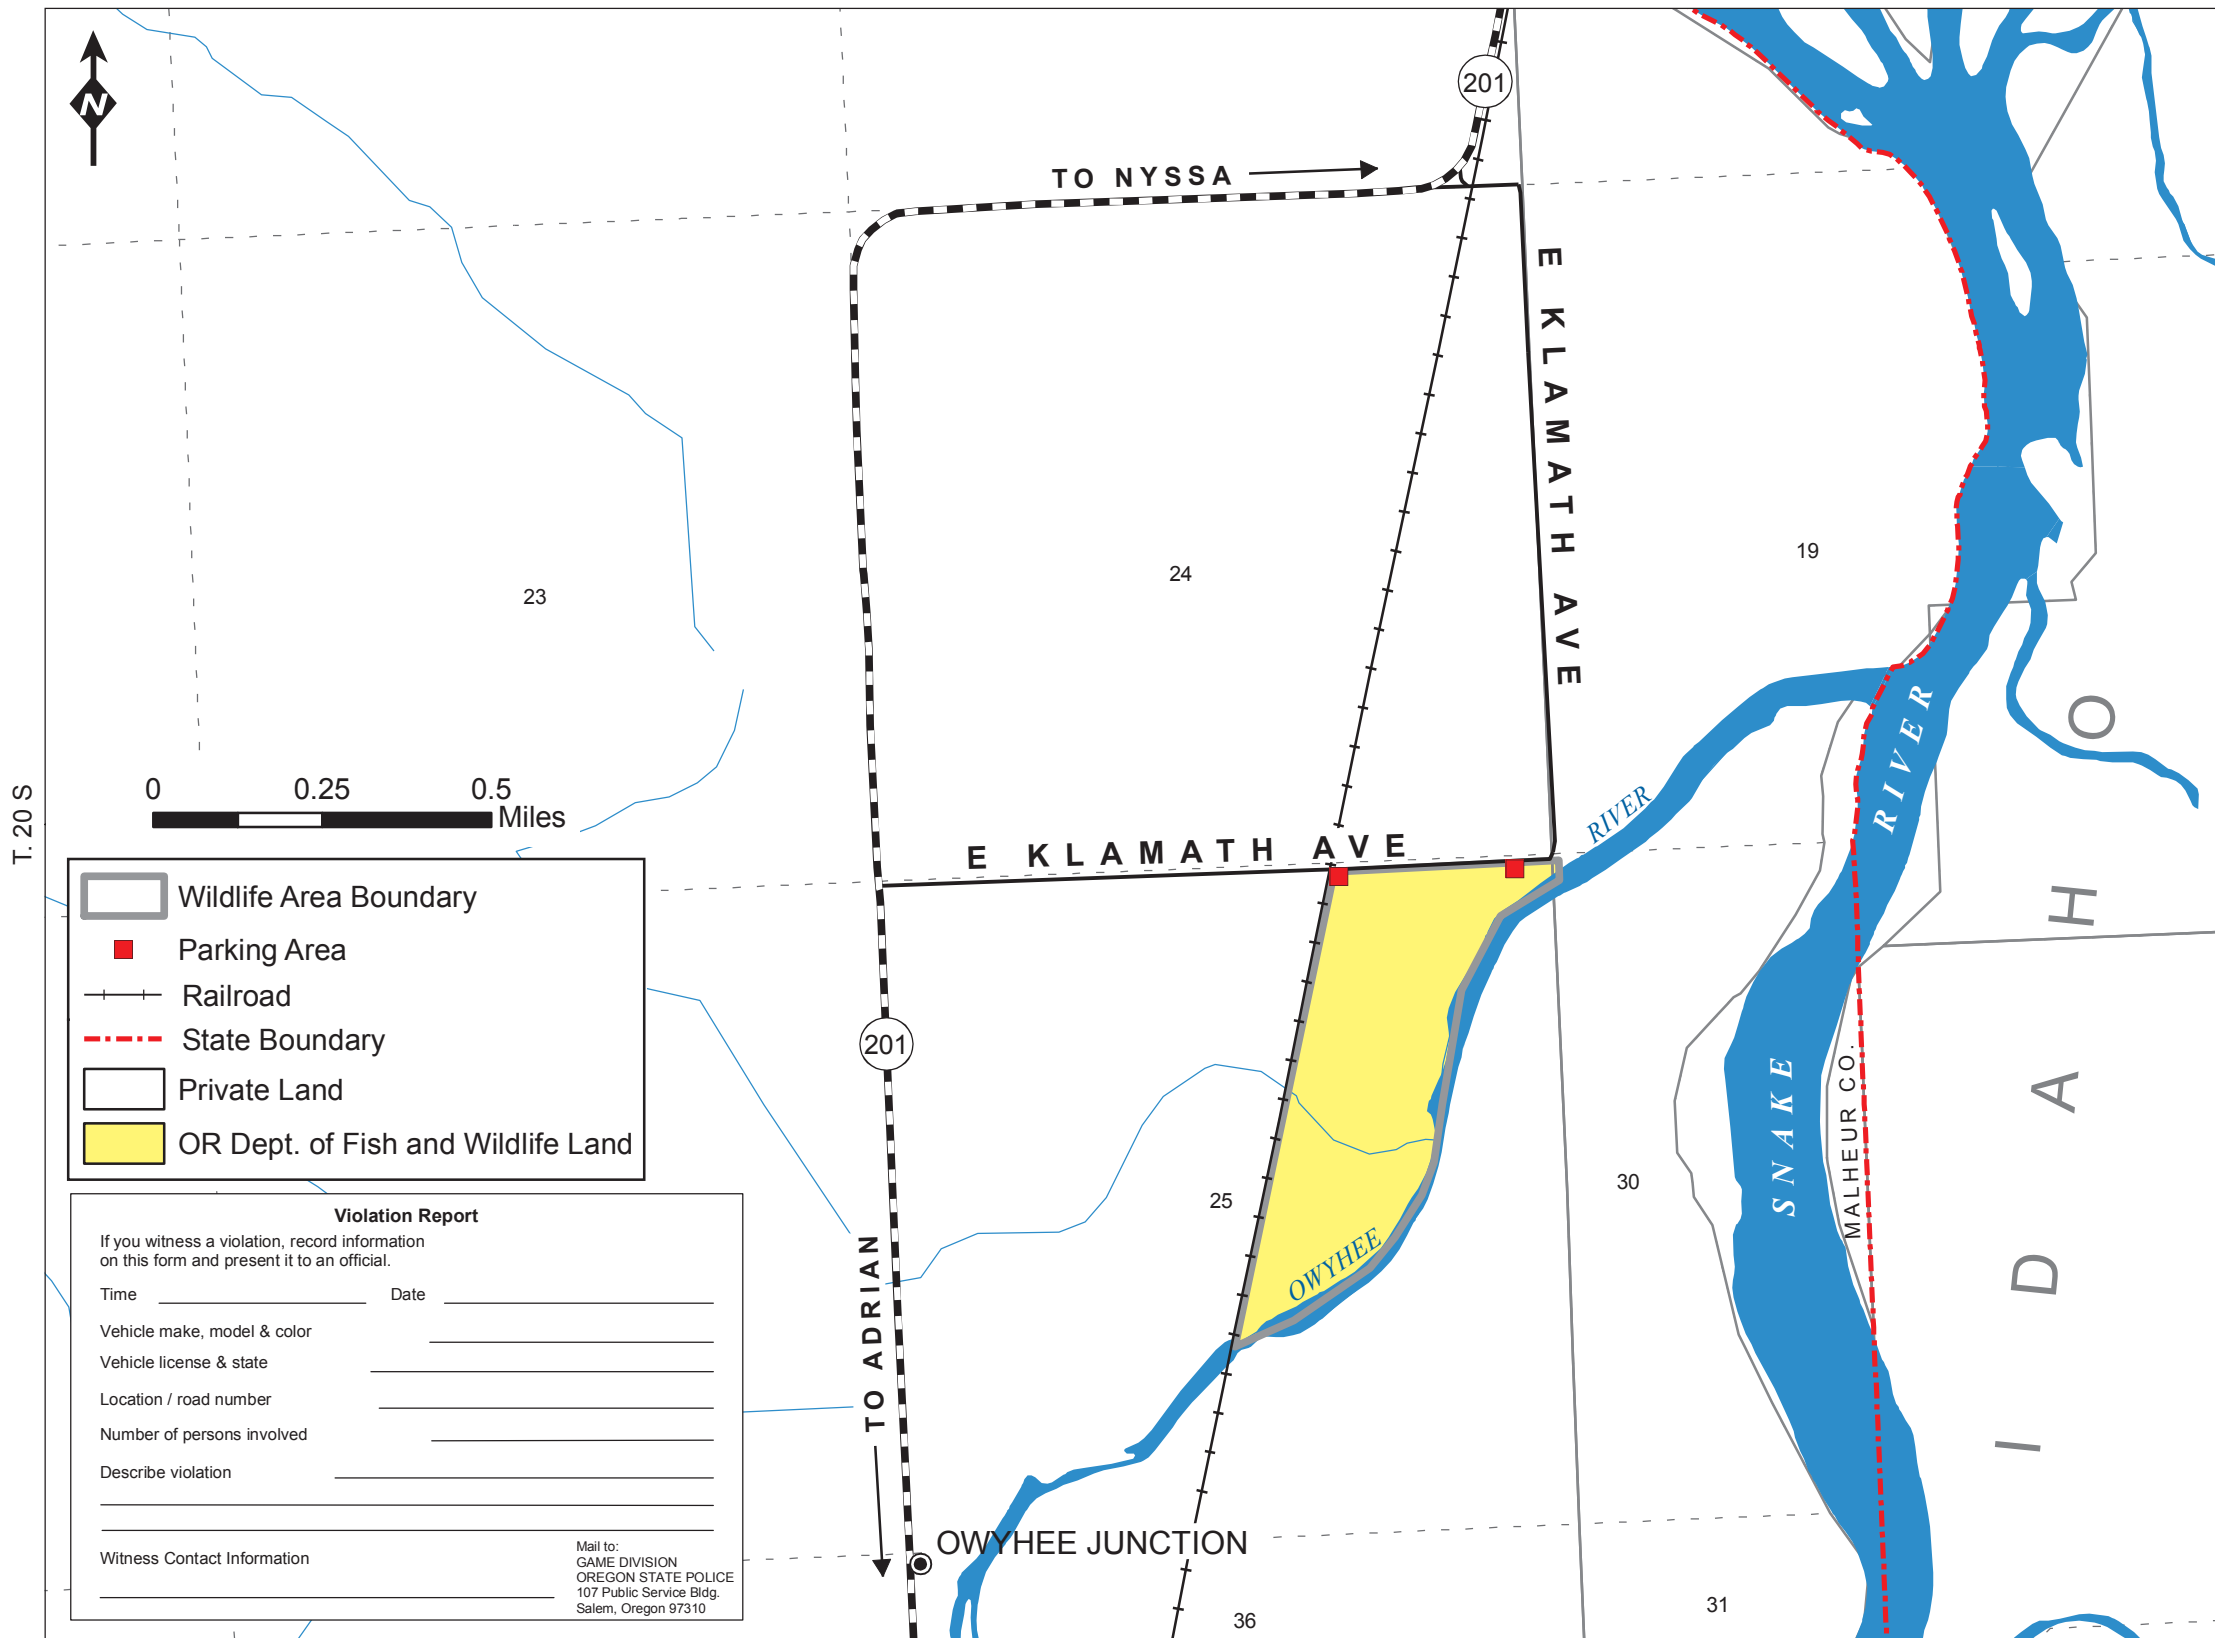 N
201
TO NYSSA
E KLAMATH AVE
19
24
23
O
RIVER
0 0.25 0.5
Miles
T. 20 S
RIVER
E KLAMATH AVE
Wildlife Area Boundary
H
Parking Area
Railroad
State Boundary
201
Private Land
OR Dept. of Fish and Wildlife Land
SNAKE
MALHEUR CO.
A
30
25
Violation Report
If you witness a violation, record information
on this form and present it to an official.
OWYHEE
D
Time Date
TO ADRIAN
Vehicle make, model & color
Vehicle license & state
Location / road number
Number of persons involved
I
Describe violation
OWYHEE JUNCTION
Witness Contact Information
Mail to:
GAME DIVISION
OREGON STATE POLICE
107 Public Service Bldg.
Salem, Oregon 97310
36
31